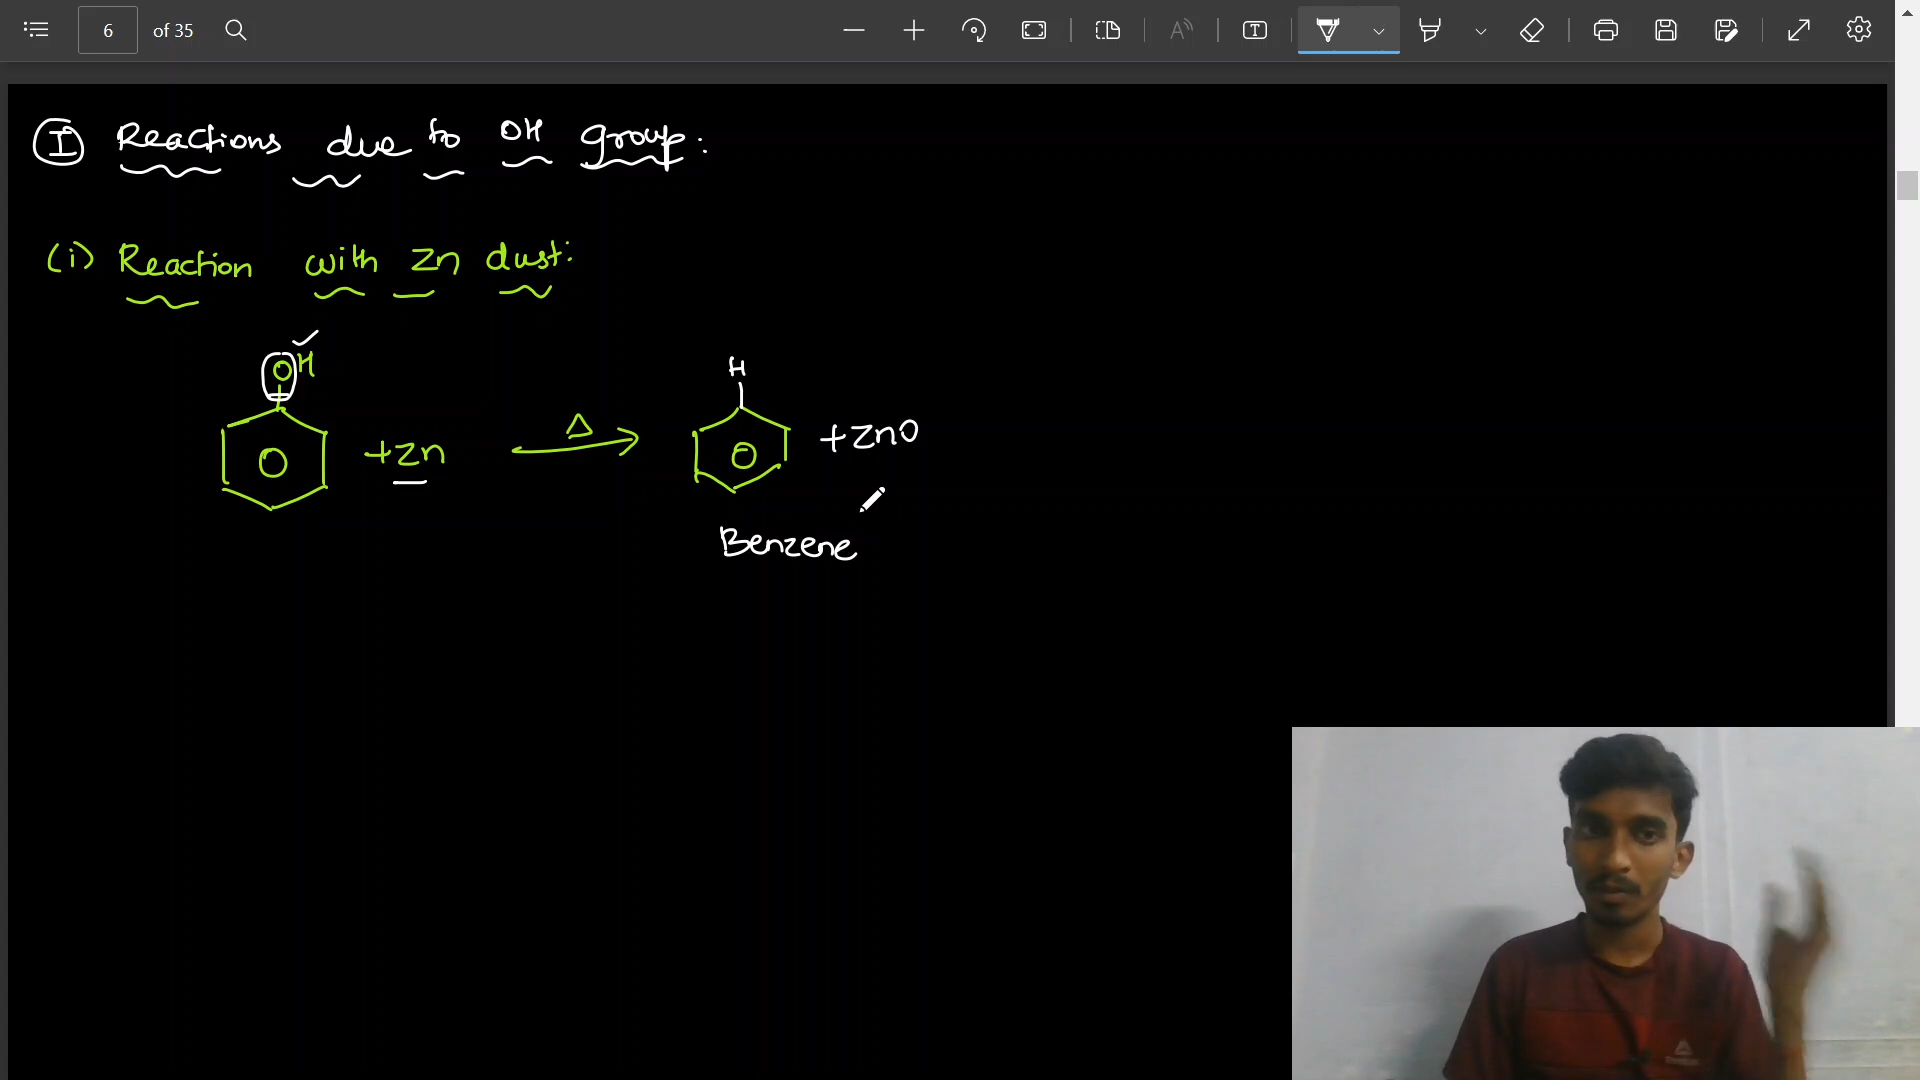 6 of 35
I Reactions due to OH group:
(i) Reaction with Zn dust:
OH
H
+Zn
Δ
+ZnO
Benzene